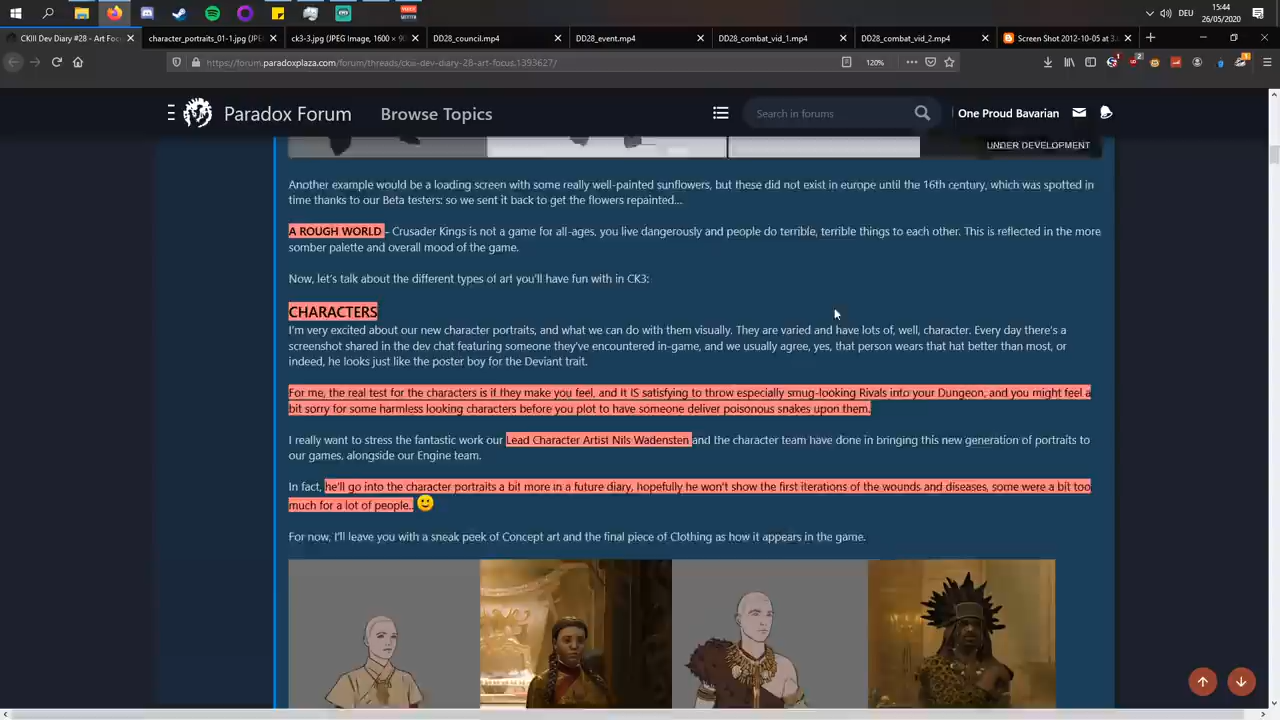 15:44
DEU
26/05/2020
CKIII Dev Diary #28 - Art Foc
character_portraits_01-1.jpg (JPE
ck3-3.jpg (JPEG Image, 1600 × 90
DD28_council.mp4
DD28_event.mp4
DD28_combat_vid_1.mp4
DD28_combat_vid_2.mp4
Screen Shot 2012-10-05 at 3.
https://forum.paradoxplaza.com/forum/threads/ckiii-dev-diary-28-art-focus.1393627/
120%
Paradox Forum
Browse Topics
Search in forums
One Proud Bavarian
UNDER DEVELOPMENT
Another example would be a loading screen with some really well-painted sunflowers, but these did not exist in europe until the 16th century, which was spotted in
time thanks to our Beta testers: so we sent it back to get the flowers repainted...
A ROUGH WORLD - Crusader Kings is not a game for all-ages, you live dangerously and people do terrible, terrible things to each other. This is reflected in the more
somber palette and overall mood of the game.
Now, let's talk about the different types of art you'll have fun with in CK3:
CHARACTERS
I'm very excited about our new character portraits, and what we can do with them visually. They are varied and have lots of, well, character. Every day there's a
screenshot shared in the dev chat featuring someone they've encountered in-game, and we usually agree, yes, that person wears that hat better than most, or
indeed, he looks just like the poster boy for the Deviant trait.
For me, the real test for the characters is if they make you feel, and it IS satisfying to throw especially smug-looking Rivals into your Dungeon, and you might feel a
bit sorry for some harmless looking characters before you plot to have someone deliver poisonous snakes upon them.
I really want to stress the fantastic work our Lead Character Artist Nils Wadensten and the character team have done in bringing this new generation of portraits to
our games, alongside our Engine team.
In fact, he'll go into the character portraits a bit more in a future diary, hopefully he won't show the first iterations of the wounds and diseases, some were a bit too
much for a lot of people..
For now, I'll leave you with a sneak peek of Concept art and the final piece of Clothing as how it appears in the game.